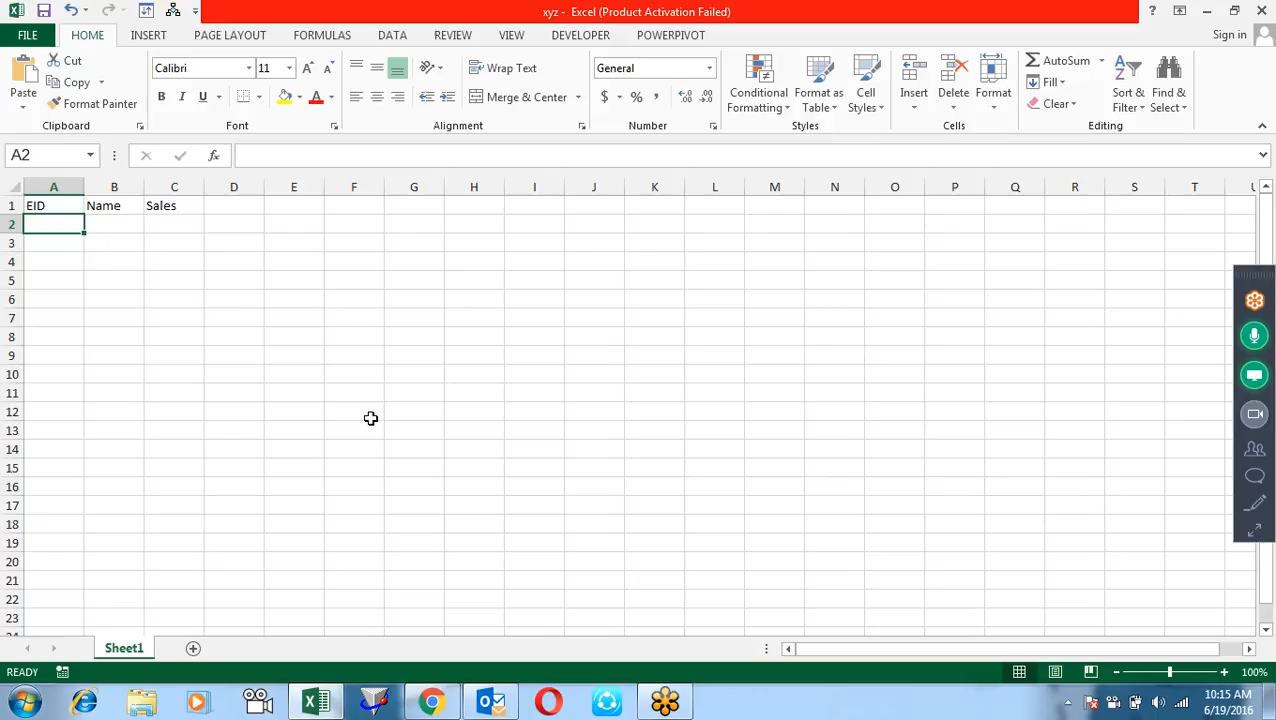 xyz - Excel (Product Activation Failed)
FILE HOME INSERT PAGE LAYOUT FORMULAS DATA REVIEW VIEW DEVELOPER POWERPIVOT Sign in
Paste
Cut
Copy
Format Painter
Clipboard
Calibri 11
B I U
Font
Wrap Text
Merge & Center
Alignment
General
$ % ,
Number
Conditional
Formatting
Format as
Table
Cell
Styles
Styles
Insert
Delete
Format
Cells
AutoSum
Fill
Clear
Sort &
Filter
Find &
Select
Editing
A2
A B C D E F G H I J K L M N O P Q R S T U
1 EID Name Sales
2
3
4
5
6
7
8
9
10
11
12
13
14
15
16
17
18
19
20
21
22
23
24
Sheet1
READY 100%
10:15 AM
6/19/2016